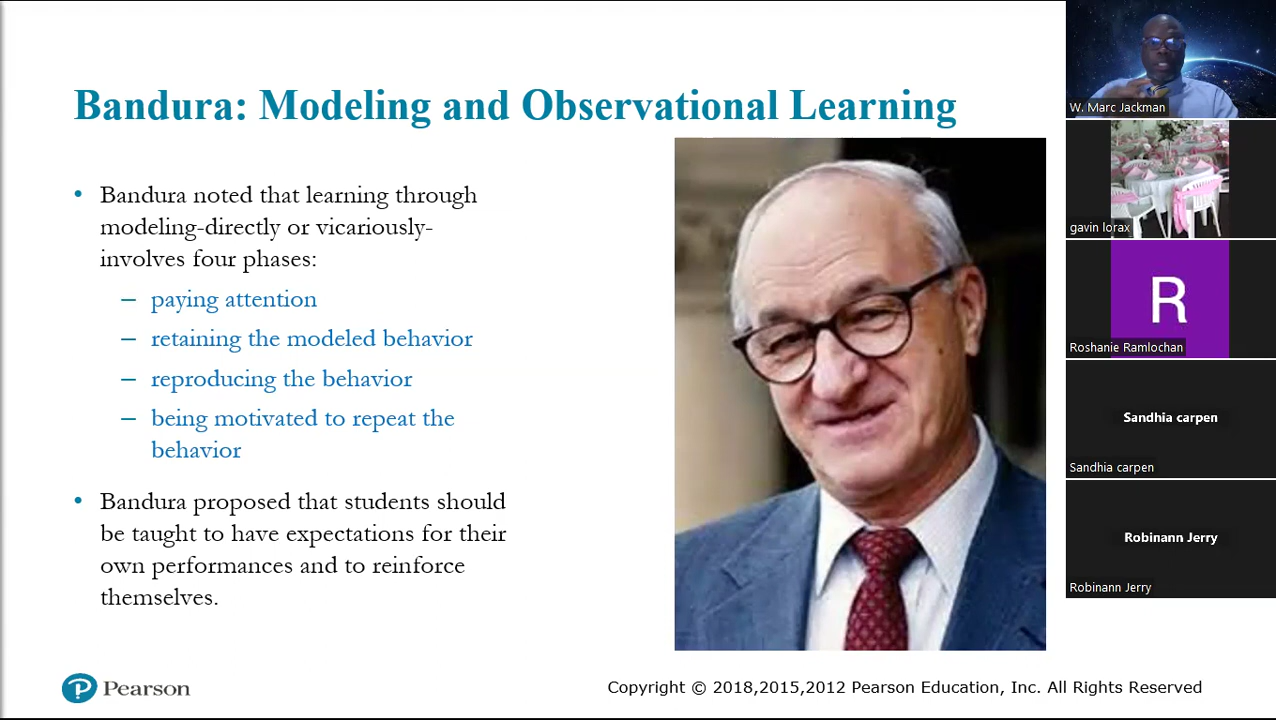 Bandura: Modeling and Observational Learning
• Bandura noted that learning through
modeling-directly or vicariously-
involves four phases:
– paying attention
– retaining the modeled behavior
– reproducing the behavior
– being motivated to repeat the
behavior
• Bandura proposed that students should
be taught to have expectations for their
own performances and to reinforce
themselves.
Pearson
Copyright © 2018,2015,2012 Pearson Education, Inc. All Rights Reserved
W. Marc Jackman
gavin lorax
R
Roshanie Ramlochan
Sandhia carpen
Sandhia carpen
Robinann Jerry
Robinann Jerry